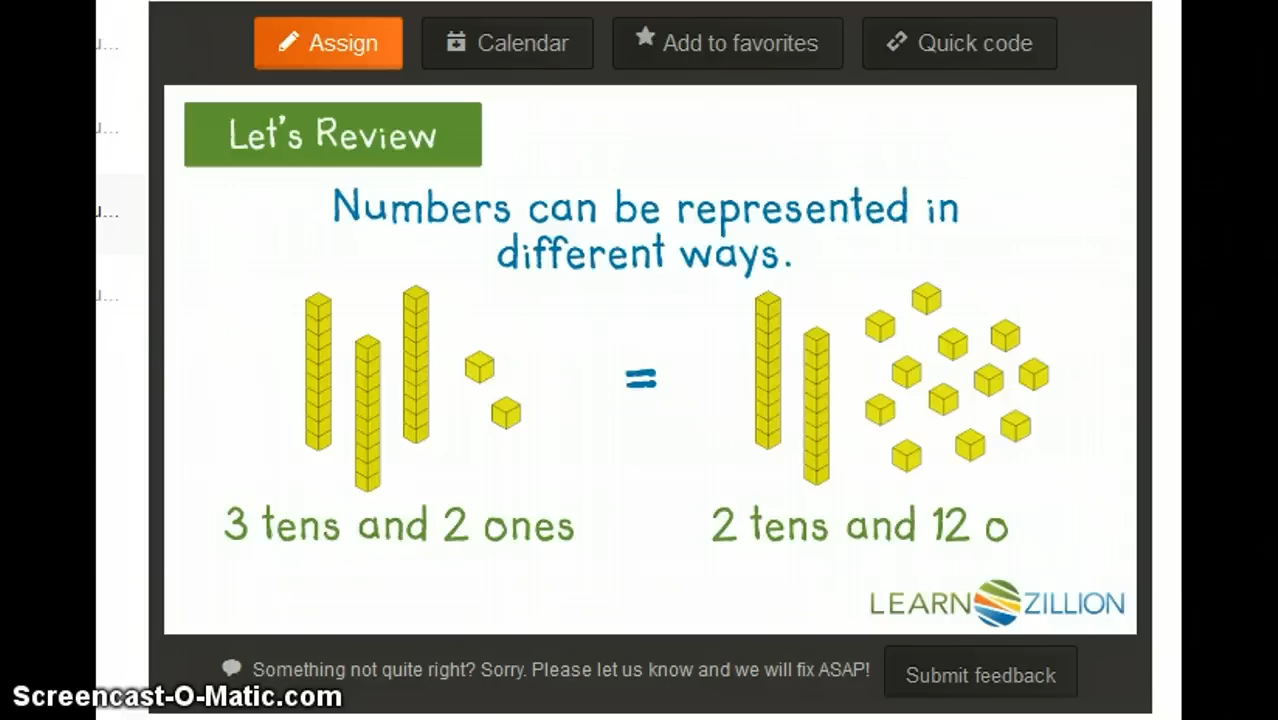 Assign
Calendar
Add to favorites
Quick code
u...
u...
u...
u...
Let's Review
Numbers can be represented in
different ways.
=
3 tens and 2 ones
2 tens and 12 o
LEARN ZILLION
Something not quite right? Sorry. Please let us know and we will fix ASAP!
Submit feedback
Screencast-O-Matic.com